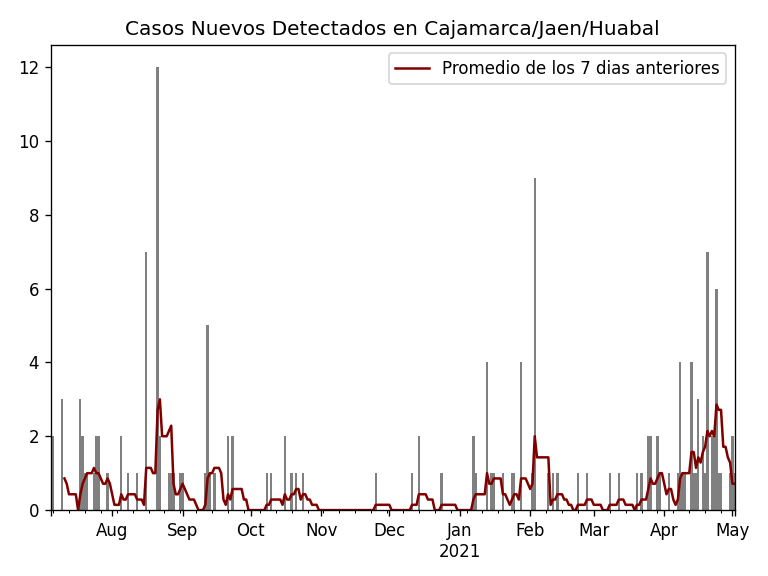 Casos Nuevos Detectados en Cajamarca/Jaen/Huabal
Promedio de los 7 dias anteriores
12
10
8
6
4
2
0
Aug Sep Oct Nov Dec Jan Feb Mar Apr May
2021